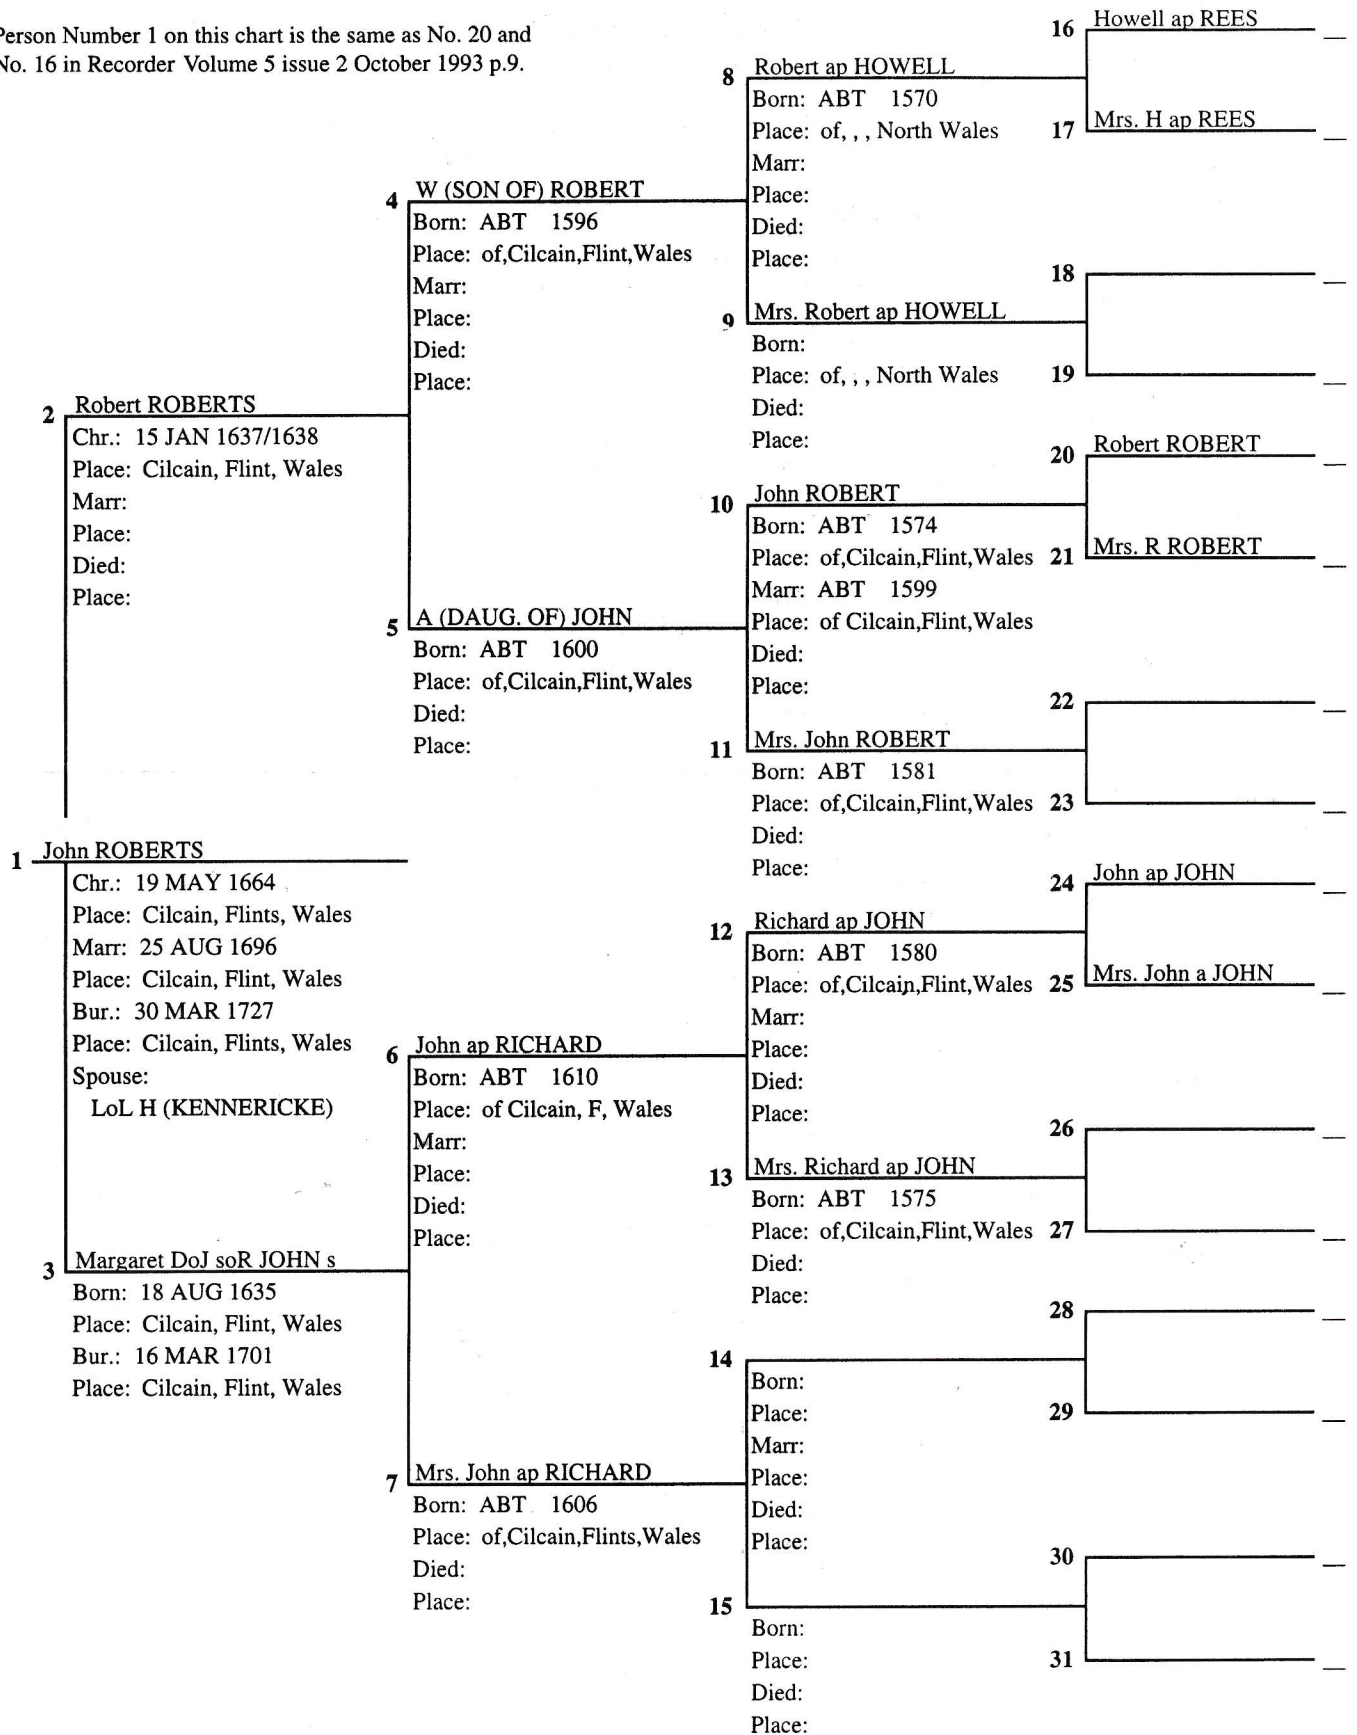 Person Number 1 on this chart is the same as No. 20 and
No. 16 in Recorder Volume 5 issue 2 October 1993 p.9.
1 John ROBERTS
Chr.: 19 MAY 1664
Place: Cilcain, Flints, Wales
Marr: 25 AUG 1696
Place: Cilcain, Flint, Wales
Bur.: 30 MAR 1727
Place: Cilcain, Flints, Wales
Spouse:
LoL H (KENNERICKE)
2 Robert ROBERTS
Chr.: 15 JAN 1637/1638
Place: Cilcain, Flint, Wales
Marr:
Place:
Died:
Place:
3 Margaret DoJ soR JOHN s
Born: 18 AUG 1635
Place: Cilcain, Flint, Wales
Bur.: 16 MAR 1701
Place: Cilcain, Flint, Wales
4 W (SON OF) ROBERT
Born: ABT 1596
Place: of,Cilcain,Flint,Wales
Marr:
Place:
Died:
Place:
5 A (DAUG. OF) JOHN
Born: ABT 1600
Place: of,Cilcain,Flint,Wales
Died:
Place:
6 John ap RICHARD
Born: ABT 1610
Place: of Cilcain, F, Wales
Marr:
Place:
Died:
Place:
7 Mrs. John ap RICHARD
Born: ABT 1606
Place: of,Cilcain,Flints,Wales
Died:
Place:
8 Robert ap HOWELL
Born: ABT 1570
Place: of, , , North Wales
Marr:
Place:
Died:
Place:
9 Mrs. Robert ap HOWELL
Born:
Place: of, , , North Wales
Died:
Place:
10 John ROBERT
Born: ABT 1574
Place: of,Cilcain,Flint,Wales
Marr: ABT 1599
Place: of Cilcain,Flint,Wales
Died:
Place:
11 Mrs. John ROBERT
Born: ABT 1581
Place: of,Cilcain,Flint,Wales
Died:
Place:
12 Richard ap JOHN
Born: ABT 1580
Place: of,Cilcain,Flint,Wales
Marr:
Place:
Died:
Place:
13 Mrs. Richard ap JOHN
Born: ABT 1575
Place: of,Cilcain,Flint,Wales
Died:
Place:
14
Born:
Place:
Marr:
Place:
Died:
Place:
15
Born:
Place:
Died:
Place:
16 Howell ap REES
17 Mrs. H ap REES
18
19
20 Robert ROBERT
21 Mrs. R ROBERT
22
23
24 John ap JOHN
25 Mrs. John a JOHN
26
27
28
29
30
31